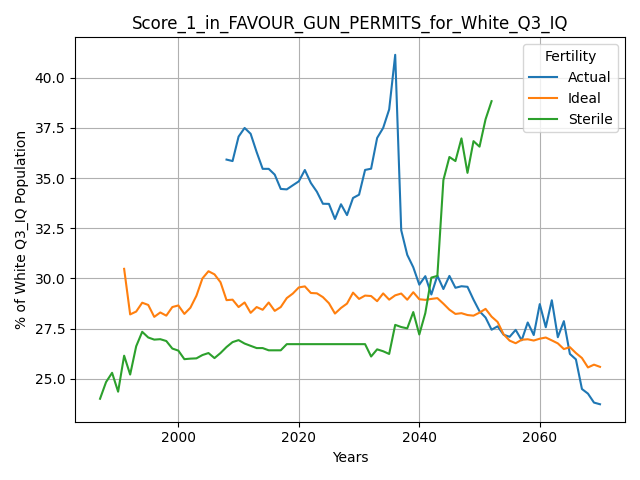 Score_1_in_FAVOUR_GUN_PERMITS_for_White_Q3_IQ
Fertility
Actual
Ideal
Sterile
% of White Q3_IQ Population
40.0
37.5
35.0
32.5
30.0
27.5
25.0
2000
2020
2040
2060
Years